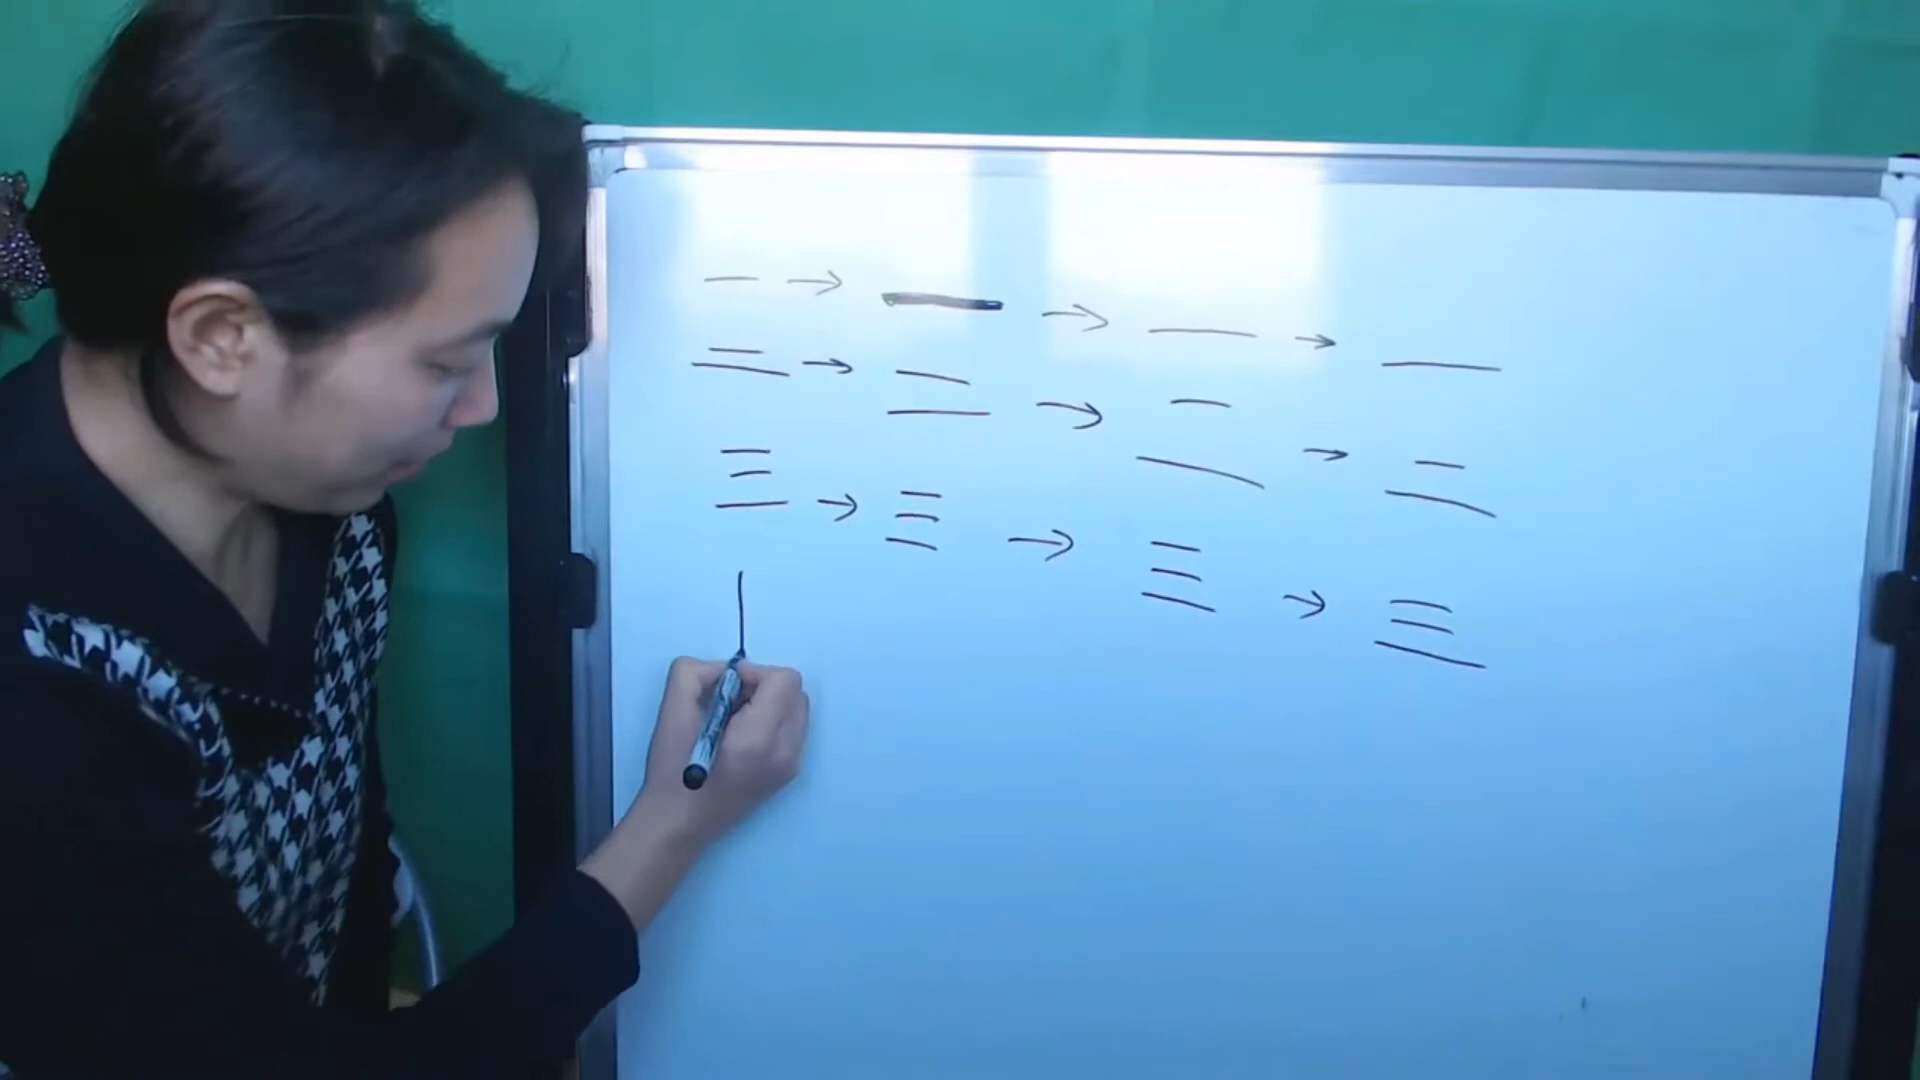 一 → 一 → 一 → 一
二 → 二 → 二 → 二
三 → 三 → 三 → 三